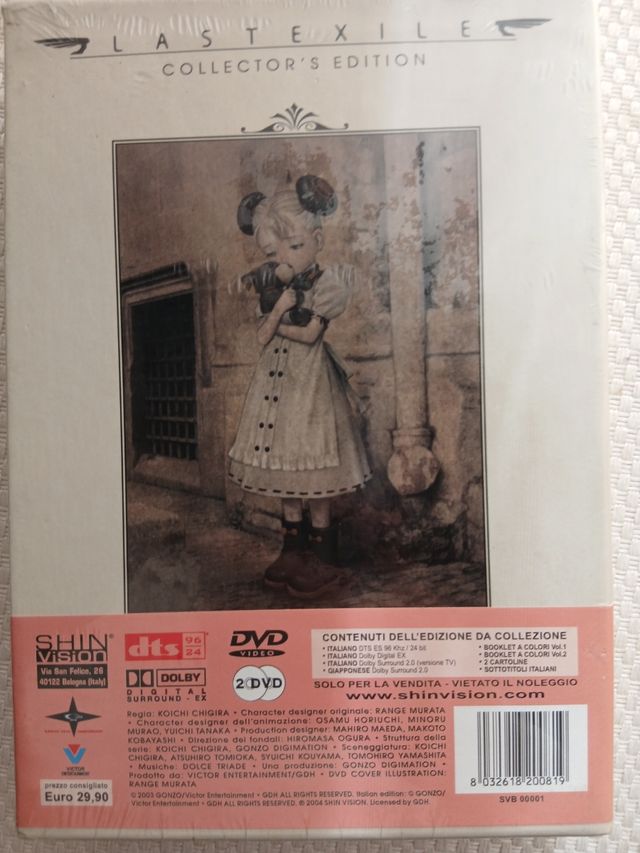 LASTEXILE
COLLECTOR'S EDITION
SHIN®
ViSiON
Via San Felice, 26
40122 Bologna (Italy)
dts 96
24
DOLBY
DIGITAL
SURROUND - EX
DVD
VIDEO
2 DVD
CONTENUTI DELL'EDIZIONE DA COLLEZIONE
• ITALIANO DTS ES 96 Khz / 24 bit
• ITALIANO Dolby Digital EX
• ITALIANO Dolby Surround 2.0 (versione TV)
• GIAPPONESE Dolby Surround 2.0
• BOOKLET A COLORI Vol.1
• BOOKLET A COLORI Vol.2
• 2 CARTOLINE
• SOTTOTITOLI ITALIANI
SOLO PER LA VENDITA - VIETATO IL NOLEGGIO
www.shinvision.com
Regia: KOICHI CHIGIRA • Character designer originale: RANGE MURATA
• Character designer dell'animazione: OSAMU HORIUCHI, MINORU
MURAO, YUICHI TANAKA • Production designer: MAHIRO MAEDA, MAKOTO
KOBAYASHI • Direzione dei fondali: HIROMASA OGURA • Struttura della
serie: KOICHI CHIGIRA, GONZO DIGIMATION • Sceneggiatura: KOICHI
CHIGIRA, ATSUHIRO TOMIOKA, SYUICHI KOUYAMA, TOMOHIRO YAMASHITA
• Musiche: DOLCE TRIADE • Una produzione: GONZO DIGIMATION •
Prodotto da: VICTOR ENTERTAINMENT/GDH • DVD COVER ILLUSTRATION:
RANGE MURATA
© 2003 GONZO/Victor Entertainment • GDH ALL RIGHTS RESERVED. Italian edition: © GONZO/
Victor Entertainment • GDH ALL RIGHTS RESERVED. © 2004 SHIN VISION. Licensed by GDH.
prezzo consigliato
Euro 29,90
8 032618 200819
SVB 00001